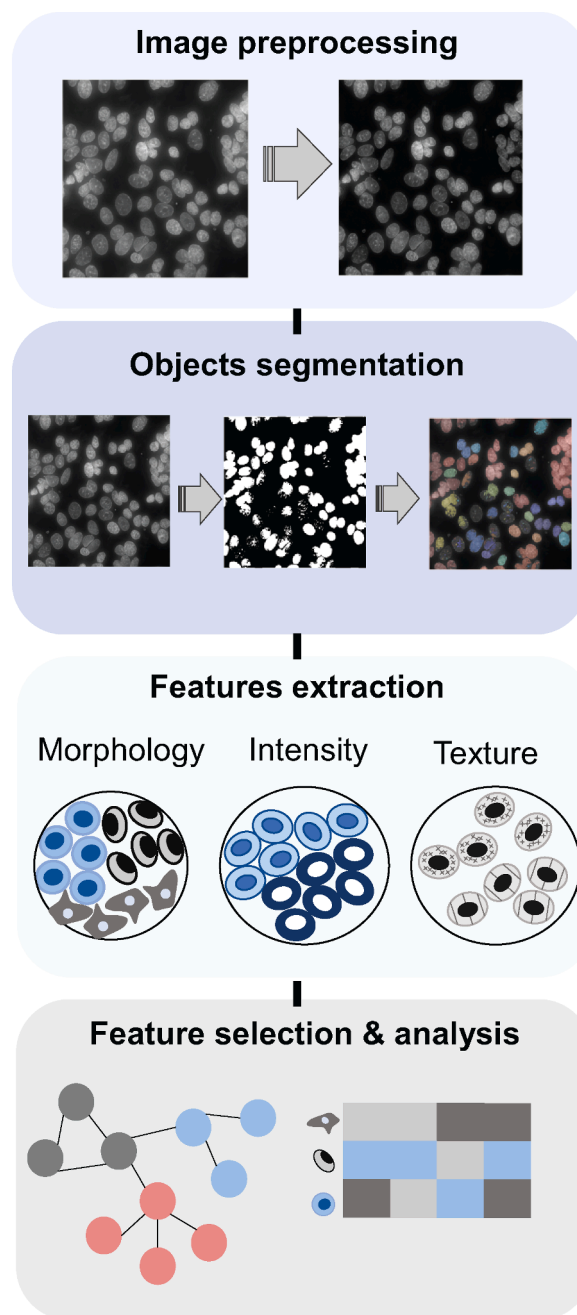 Image preprocessing
Objects segmentation
Features extraction
Morphology Intensity Texture
Feature selection & analysis